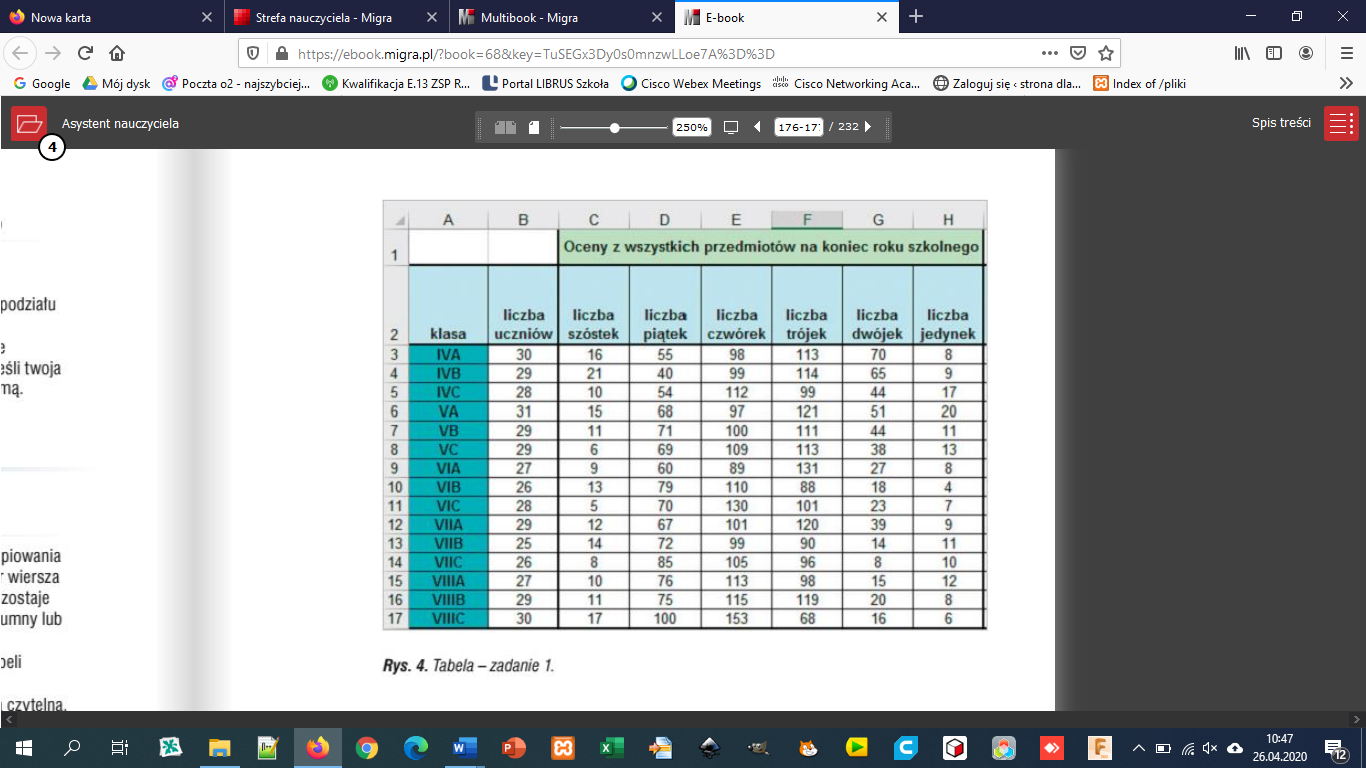 Nowa karta
Strefa nauczyciela - Migra
Multibook - Migra
E-book
https://ebook.migra.pl/?book=68&key=TuSEGx3Dy0s0mnzwLLoe7A%3D%3D
Google Mój dysk Poczta o2 - najszybciej... Kwalifikacja E.13 ZSP R... Portal LIBRUS Szkoła Cisco Webex Meetings Cisco Networking Aca... Zaloguj się ‹ strona dla... Index of /pliki
Asystent nauczyciela
4
250%
176-17
/ 232
Spis treści
podziału
eśli twoja
mą.
piowania
r wiersza
zostaje
umny lub
czytelna.
A B C D E F G H
1 Oceny z wszystkich przedmiotów na koniec roku szkolnego
liczba liczba liczba liczba liczba liczba liczba
2 klasa uczniów szóstek piątek czwórek trójek dwójek jedynek
3 IVA 30 16 55 98 113 70 8
4 IVB 29 21 40 99 114 65 9
5 IVC 28 10 54 112 99 44 17
6 VA 31 15 68 97 121 51 20
7 VB 29 11 71 100 111 44 11
8 VC 29 6 69 109 113 38 13
9 VIA 27 9 60 89 131 27 8
10 VIB 26 13 79 110 88 18 4
11 VIC 28 5 70 130 101 23 7
12 VIIA 29 12 67 101 120 39 9
13 VIIB 25 14 72 99 90 14 11
14 VIIC 26 8 85 105 96 8 10
15 VIIIA 27 10 76 113 98 15 12
16 VIIIB 29 11 75 115 119 20 8
17 VIIIC 30 17 100 153 68 16 6
Rys. 4. Tabela – zadanie 1.
10:47
26.04.2020
12